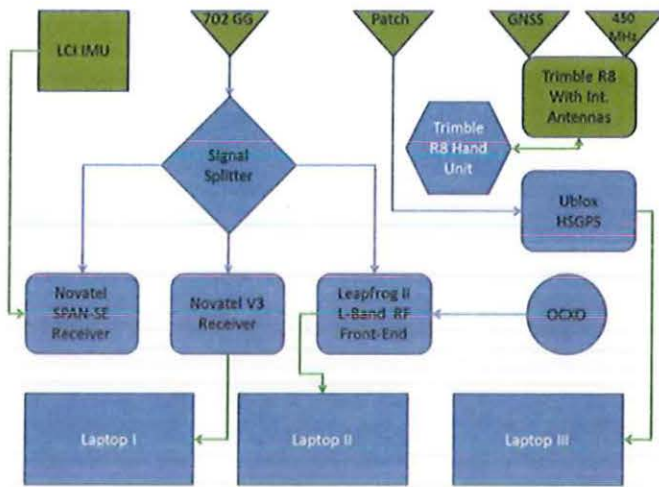 LCI IMU
702 GG
Patch
GNSS
450
MHz
Trimble R8
With Int.
Antennas
Trimble
R8 Hand
Unit
Signal
Splitter
Ublox
HSGPS
Novatel
SPAN-SE
Receiver
Novatel V3
Receiver
Leapfrog II
L-Band RF
Front-End
OCXO
Laptop I
Laptop II
Laptop III